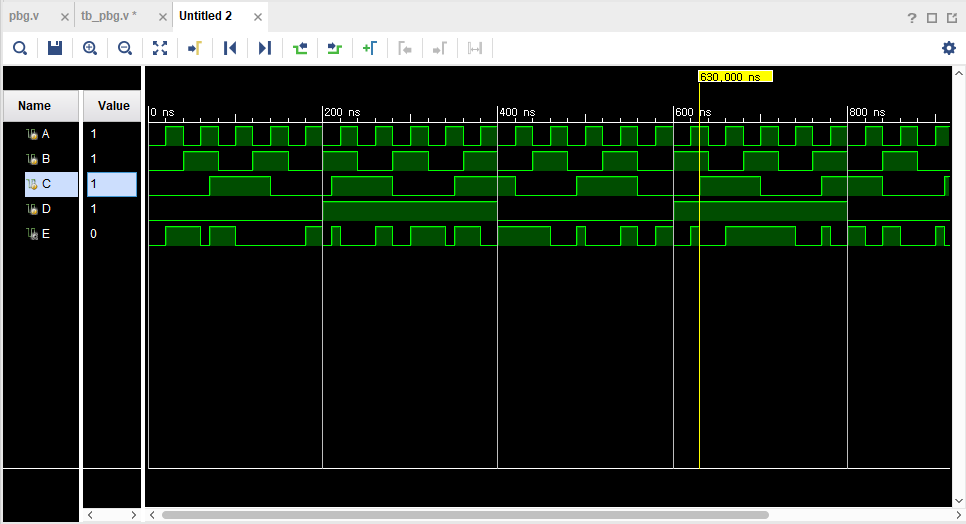 pbg.v tb_pbg.v * Untitled 2
630,000 ns
Name Value
0 ns 200 ns 400 ns 600 ns 800 ns
A 1
B 1
C 1
D 1
E 0